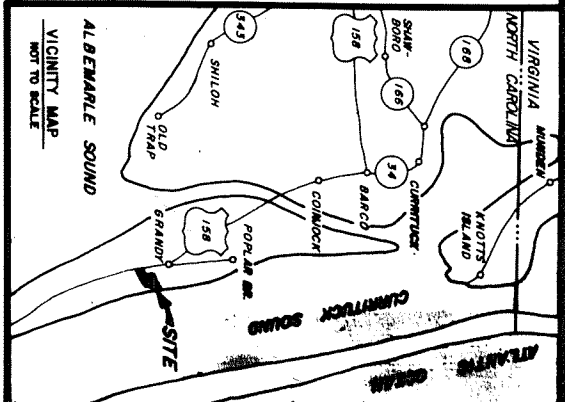 VIRGINIA
NORTH CAROLINA
MUNDEN
KNOTTS
ISLAND
168
SHAW-
BORO
158
166
343
34
CURRITUCK
BARCO
SHILOH
OLD
TRAP
COINJOCK
158
POPLAR BR.
GRANDY
SITE
CURRITUCK SOUND
ATLANTIC OCEAN
ALBEMARLE SOUND
VICINITY MAP
NOT TO SCALE